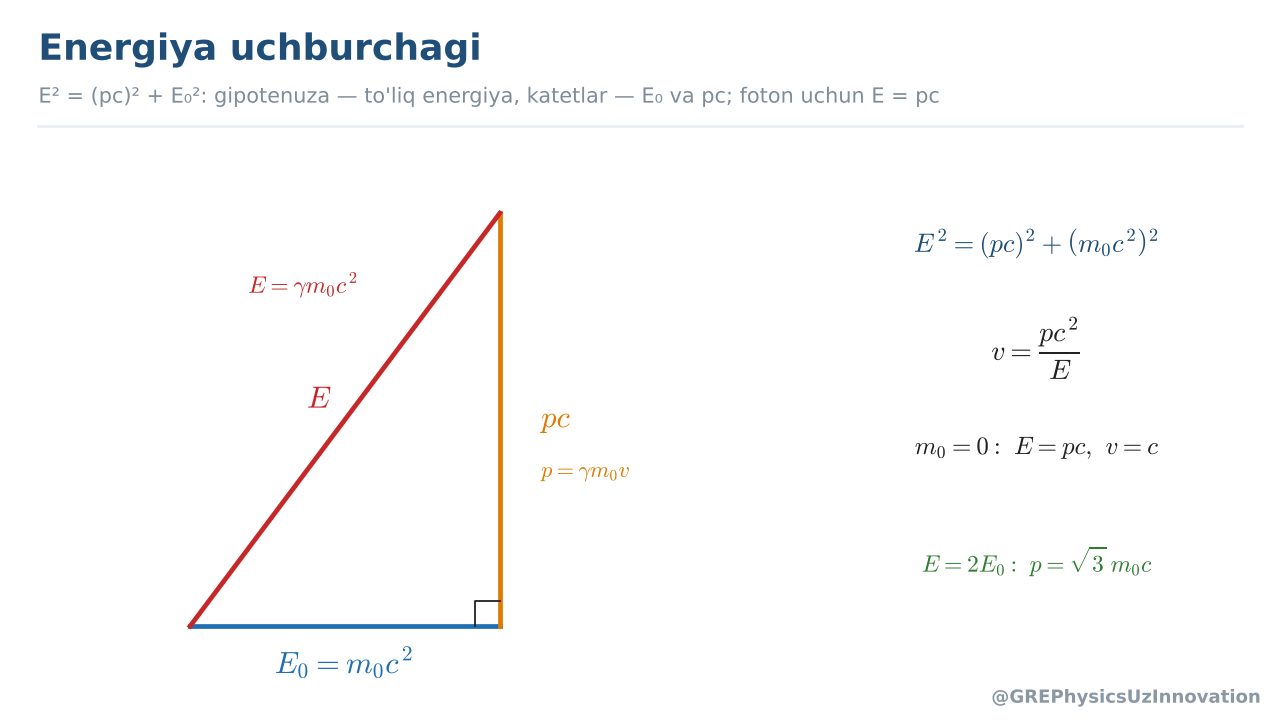 Energiya uchburchagi
E² = (pc)² + E₀²: gipotenuza — to'liq energiya, katetlar — E₀ va pc; foton uchun E = pc
E = γm₀c²
E
pc
p = γm₀v
E₀ = m₀c²
E² = (pc)² + (m₀c²)²
v = pc²/E
m₀ = 0: E = pc, v = c
E = 2E₀: p = √3 m₀c
@GREPhysicsUzInnovation